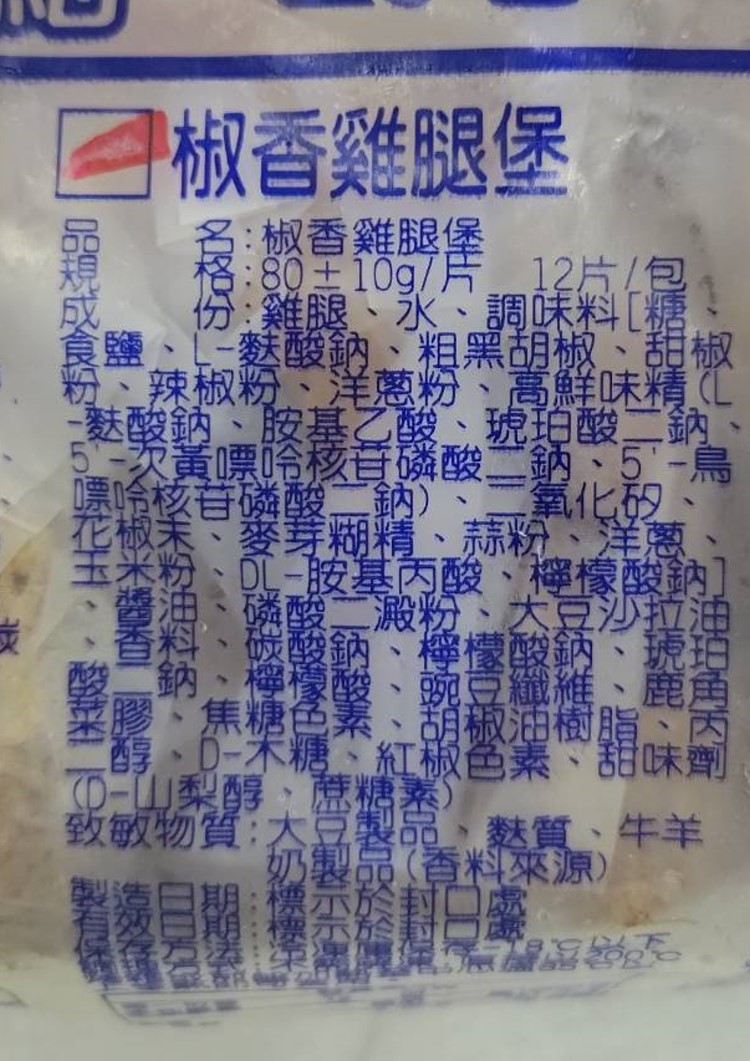 椒香雞腿堡
品 名:椒香雞腿堡
規 格:80±10g/片 12片/包
成 份:雞腿、水、調味料[糖、
食鹽、L-麩酸鈉、粗黑胡椒、甜椒
粉、辣椒粉、洋蔥粉、高鮮味精(L
-麩酸鈉、胺基乙酸、琥珀酸二鈉、
5'-次黃嘌呤核苷磷酸二鈉、5'-鳥
嘌呤核苷磷酸二鈉)、二氧化矽、
花椒末、麥芽糊精、蒜粉、洋蔥、
玉米粉、DL-胺基丙酸、檸檬酸鈉]
、醬油、磷酸二澱粉、大豆沙拉油
、香料、碳酸鈉、檸檬酸鈉、琥珀
酸二鈉、檸檬酸、豌豆纖維、鹿角
菜膠、焦糖色素、胡椒油樹脂、丙
二醇、D-木糖、紅椒色素、甜味劑
(D-山梨醇、蔗糖素)
致敏物質:大豆製品、麩質、牛羊
奶製品(香料來源)
製造日期:標示於封口處
有效日期:標示於封口處
保存方法: -18℃以下
炭